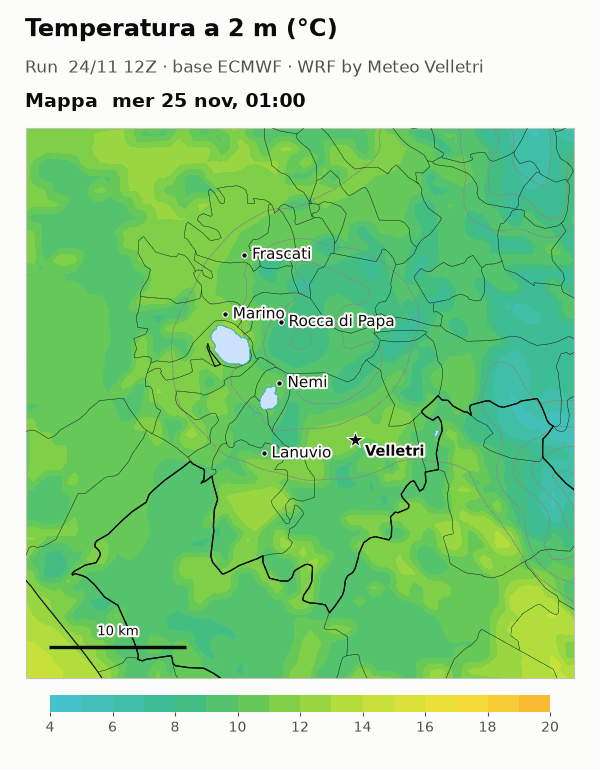 Temperatura a 2 m (°C)
Run  24/11 12Z · base ECMWF · WRF by Meteo Velletri
Mappa  mer 25 nov, 01:00
Frascati
Marino
Rocca di Papa
Nemi
Velletri
Lanuvio
10 km
4 6 8 10 12 14 16 18 20